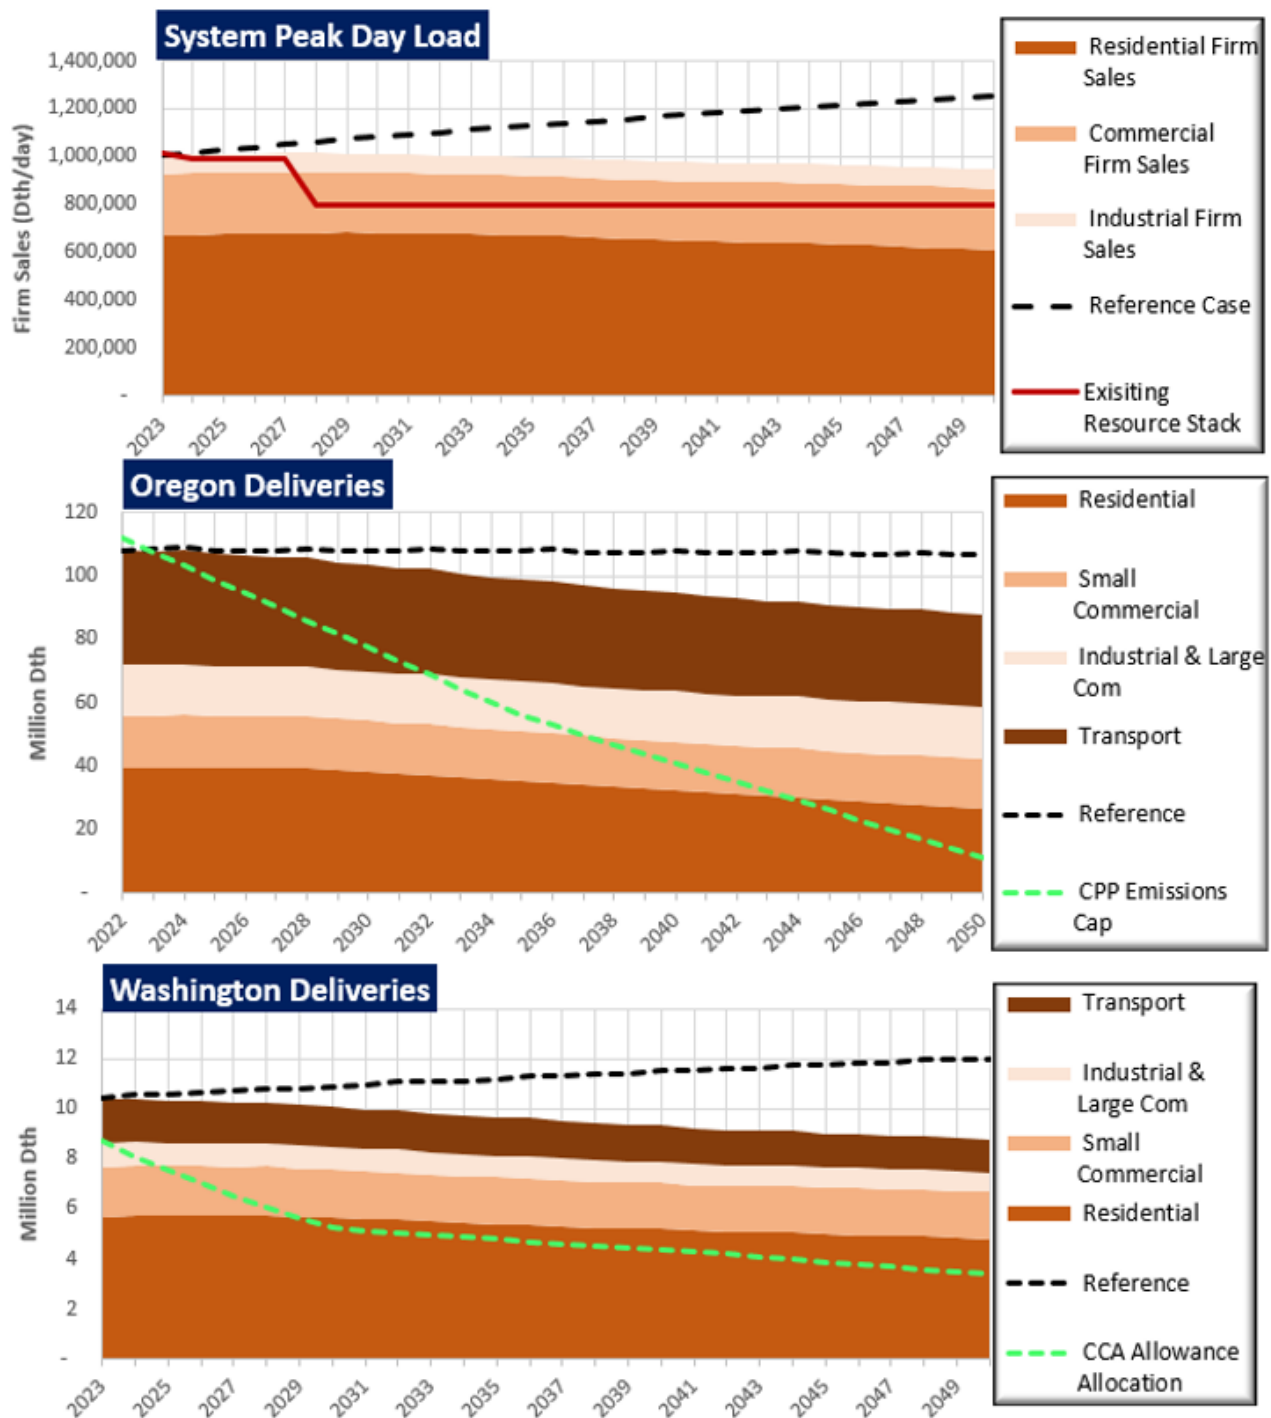 System Peak Day Load
Firm Sales (Dth/day)
1,400,000
1,200,000
1,000,000
800,000
600,000
400,000
200,000
-
2023
2025
2027
2029
2031
2033
2035
2037
2039
2041
2043
2045
2047
2049
Residential Firm
Sales
Commercial
Firm Sales
Industrial Firm
Sales
Reference Case
Exisiting
Resource Stack
Oregon Deliveries
Million Dth
120
100
80
60
40
20
-
2022
2024
2026
2028
2030
2032
2034
2036
2038
2040
2042
2044
2046
2048
2050
Residential
Small
Commercial
Industrial & Large
Com
Transport
Reference
CPP Emissions
Cap
Washington Deliveries
Million Dth
14
12
10
8
6
4
2
-
2023
2025
2027
2029
2031
2033
2035
2037
2039
2041
2043
2045
2047
2049
Transport
Industrial &
Large Com
Small
Commercial
Residential
Reference
CCA Allowance
Allocation